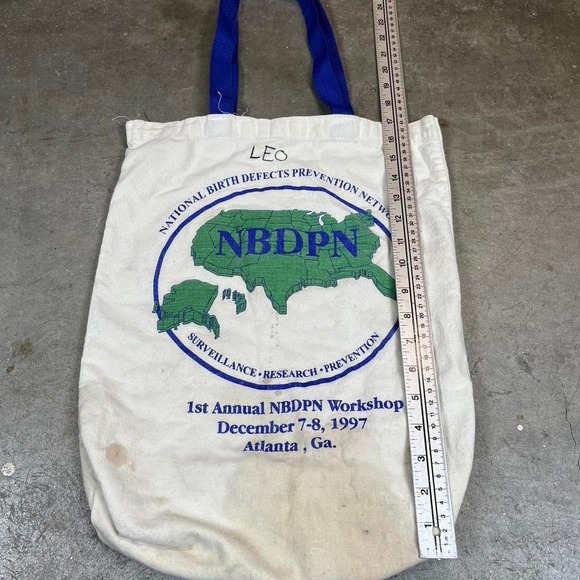 LEO
NATIONAL BIRTH DEFECTS PREVENTION
NBDPN
SURVEILLANCE • RESEARCH • PREVENTION
1st Annual NBDPN Workshop
December 7-8, 1997
Atlanta , Ga.